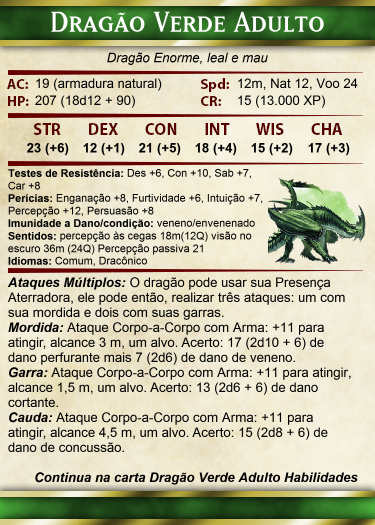 Dragão Verde Adulto
Dragão Enorme, leal e mau
AC: 19 (armadura natural) Spd: 12m, Nat 12, Voo 24
HP: 207 (18d12 + 90) CR: 15 (13.000 XP)
STR DEX CON INT WIS CHA
23 (+6) 12 (+1) 21 (+5) 18 (+4) 15 (+2) 17 (+3)
Testes de Resistência: Des +6, Con +10, Sab +7,
Car +8
Perícias: Enganação +8, Furtividade +6, Intuição +7,
Percepção +12, Persuasão +8
Imunidade a Dano/condição: veneno/envenenado
Sentidos: percepção às cegas 18m(12Q) visão no
escuro 36m (24Q) Percepção passiva 21
Idiomas: Comum, Dracônico
Ataques Múltiplos: O dragão pode usar sua Presença
Aterradora, ele pode então, realizar três ataques: um com
sua mordida e dois com suas garras.
Mordida: Ataque Corpo-a-Corpo com Arma: +11 para
atingir, alcance 3 m, um alvo. Acerto: 17 (2d10 + 6) de
dano perfurante mais 7 (2d6) de dano de veneno.
Garra: Ataque Corpo-a-Corpo com Arma: +11 para atingir,
alcance 1,5 m, um alvo. Acerto: 13 (2d6 + 6) de dano
cortante.
Cauda: Ataque Corpo-a-Corpo com Arma: +11 para
atingir, alcance 4,5 m, um alvo. Acerto: 15 (2d8 + 6) de
dano de concussão.
Continua na carta Dragão Verde Adulto Habilidades